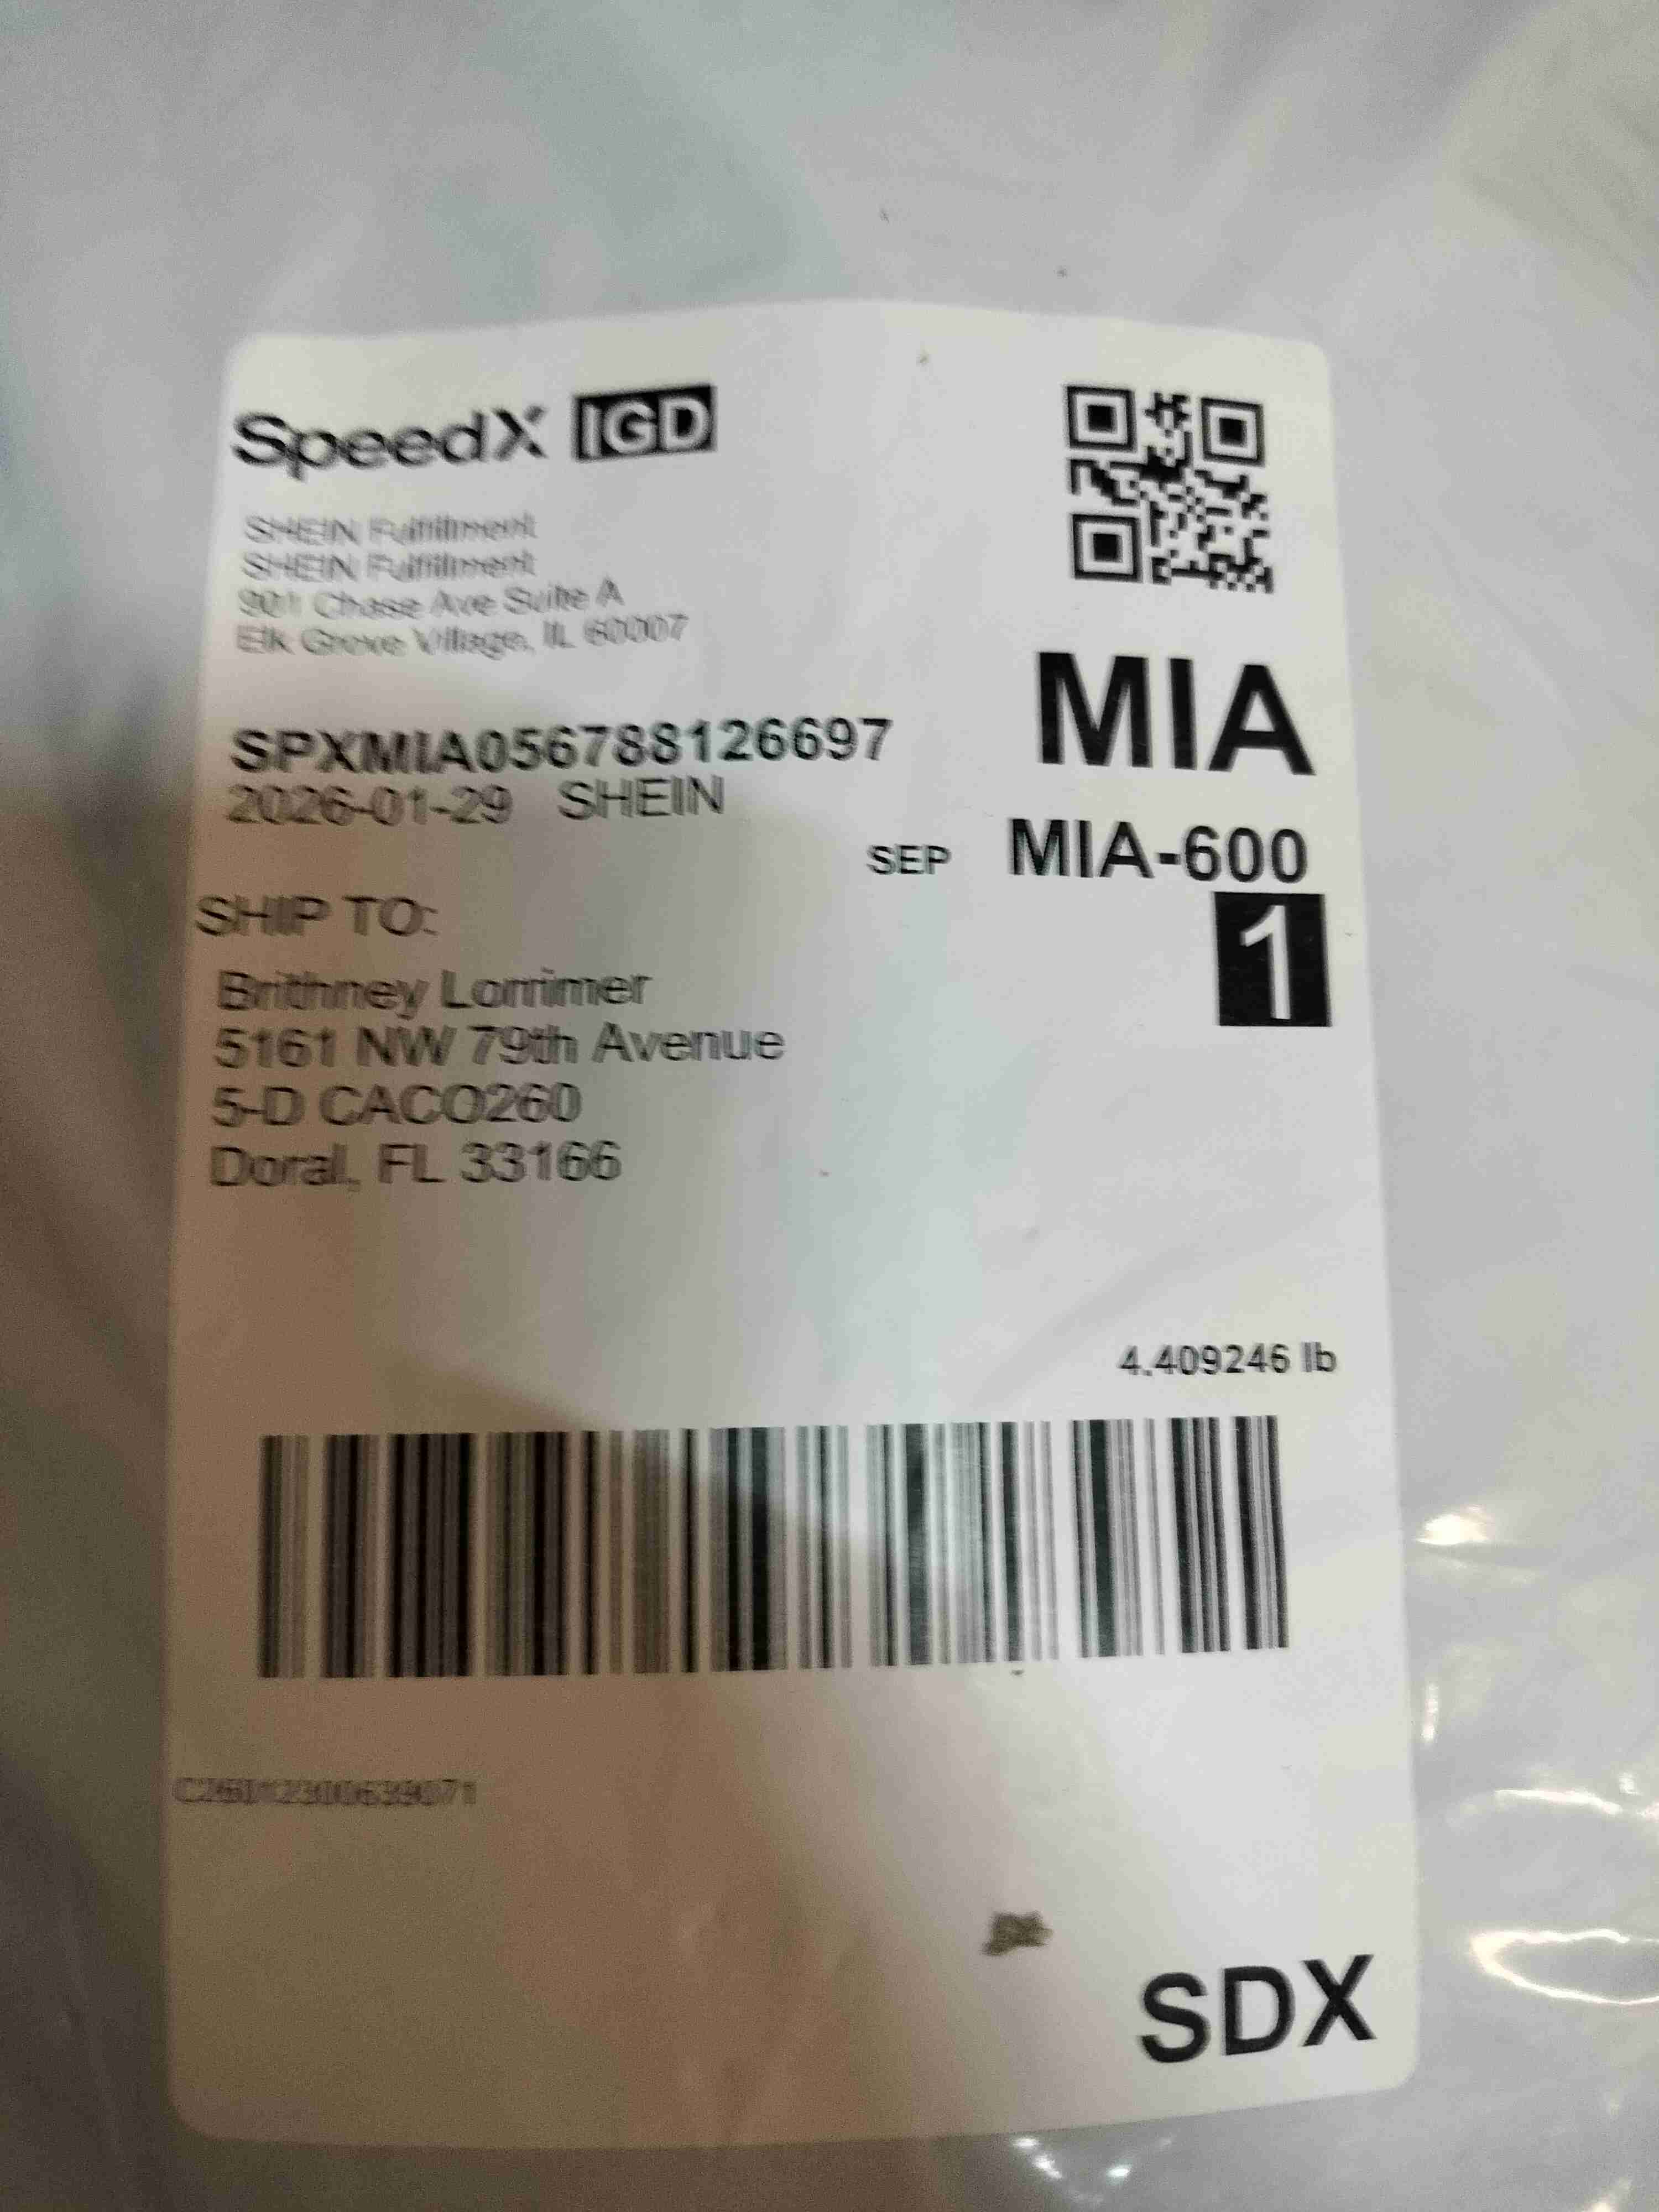 SpeedX IGD
SHEIN Fulfillment
SHEIN Fulfillment
901 Chase Ave Suite A
Elk Grove Village, IL 60007
MIA
SPXMIA056788126697
2026-01-29 SHEIN
SEP MIA-600
1
SHIP TO:
Brithney Lorrimer
5161 NW 79th Avenue
5-D CACO260
Doral, FL 33166
4.409246 lb
SDX